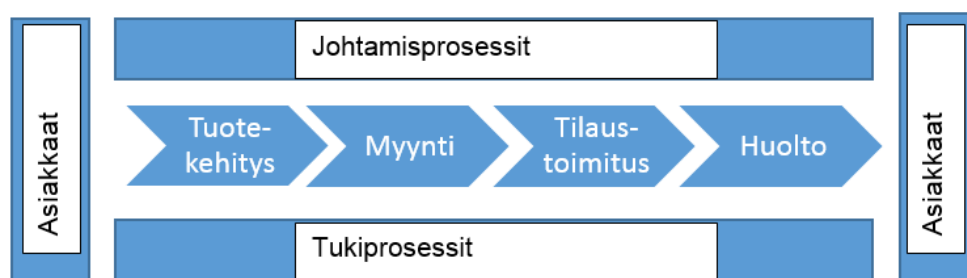 Asiakkaat
Johtamisprosessit
Tuote-
kehitys
Myynti
Tilaus-
toimitus
Huolto
Tukiprosessit
Asiakkaat